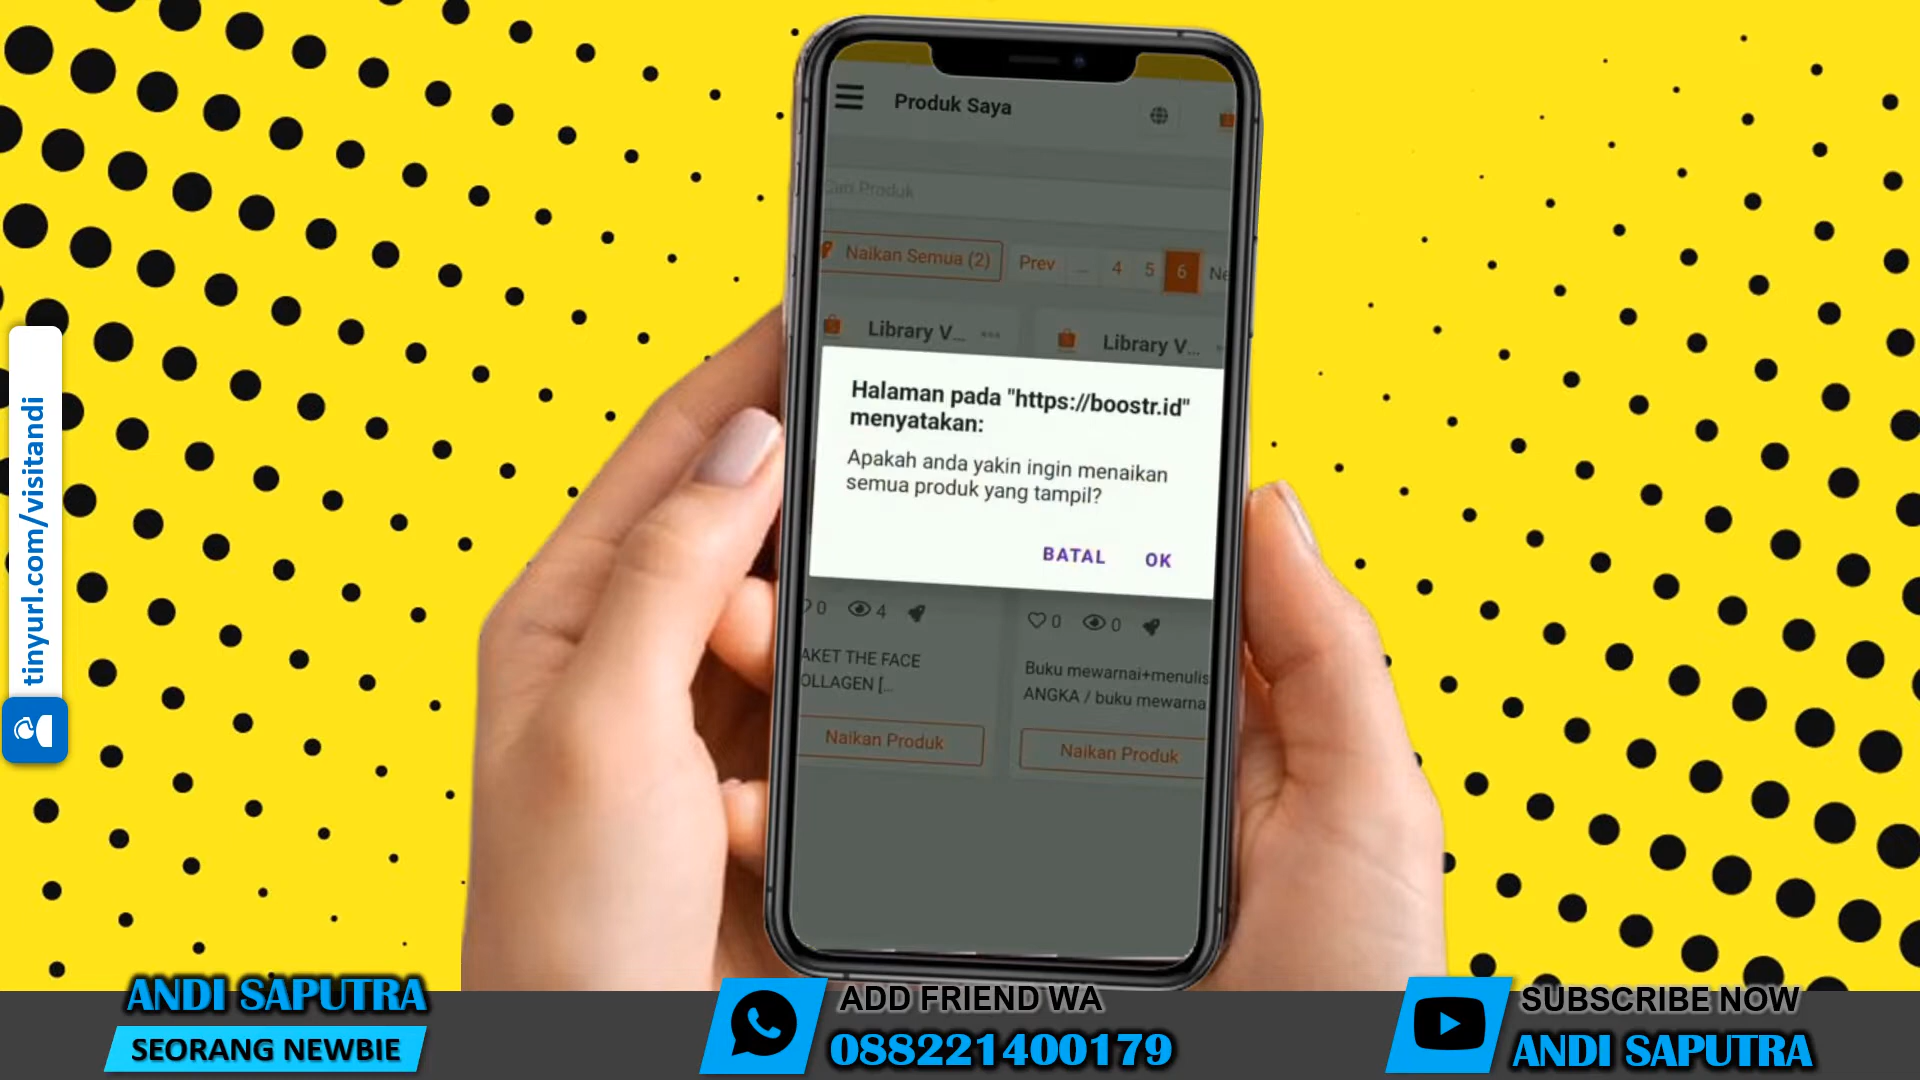 Produk Saya
Cari Produk
Naikan Semua (2)
Prev ... 4 5 6 Ne
Library V...
Library V...
Halaman pada "https://boostr.id"
menyatakan:
Apakah anda yakin ingin menaikan
semua produk yang tampil?
BATAL OK
0 4
0 0
AKET THE FACE
OLLAGEN [...
Buku mewarnai+menulis
ANGKA / buku mewarna
Naikan Produk
Naikan Produk
tinyurl.com/visitandi
ANDI SAPUTRA
SEORANG NEWBIE
ADD FRIEND WA
088221400179
SUBSCRIBE NOW
ANDI SAPUTRA